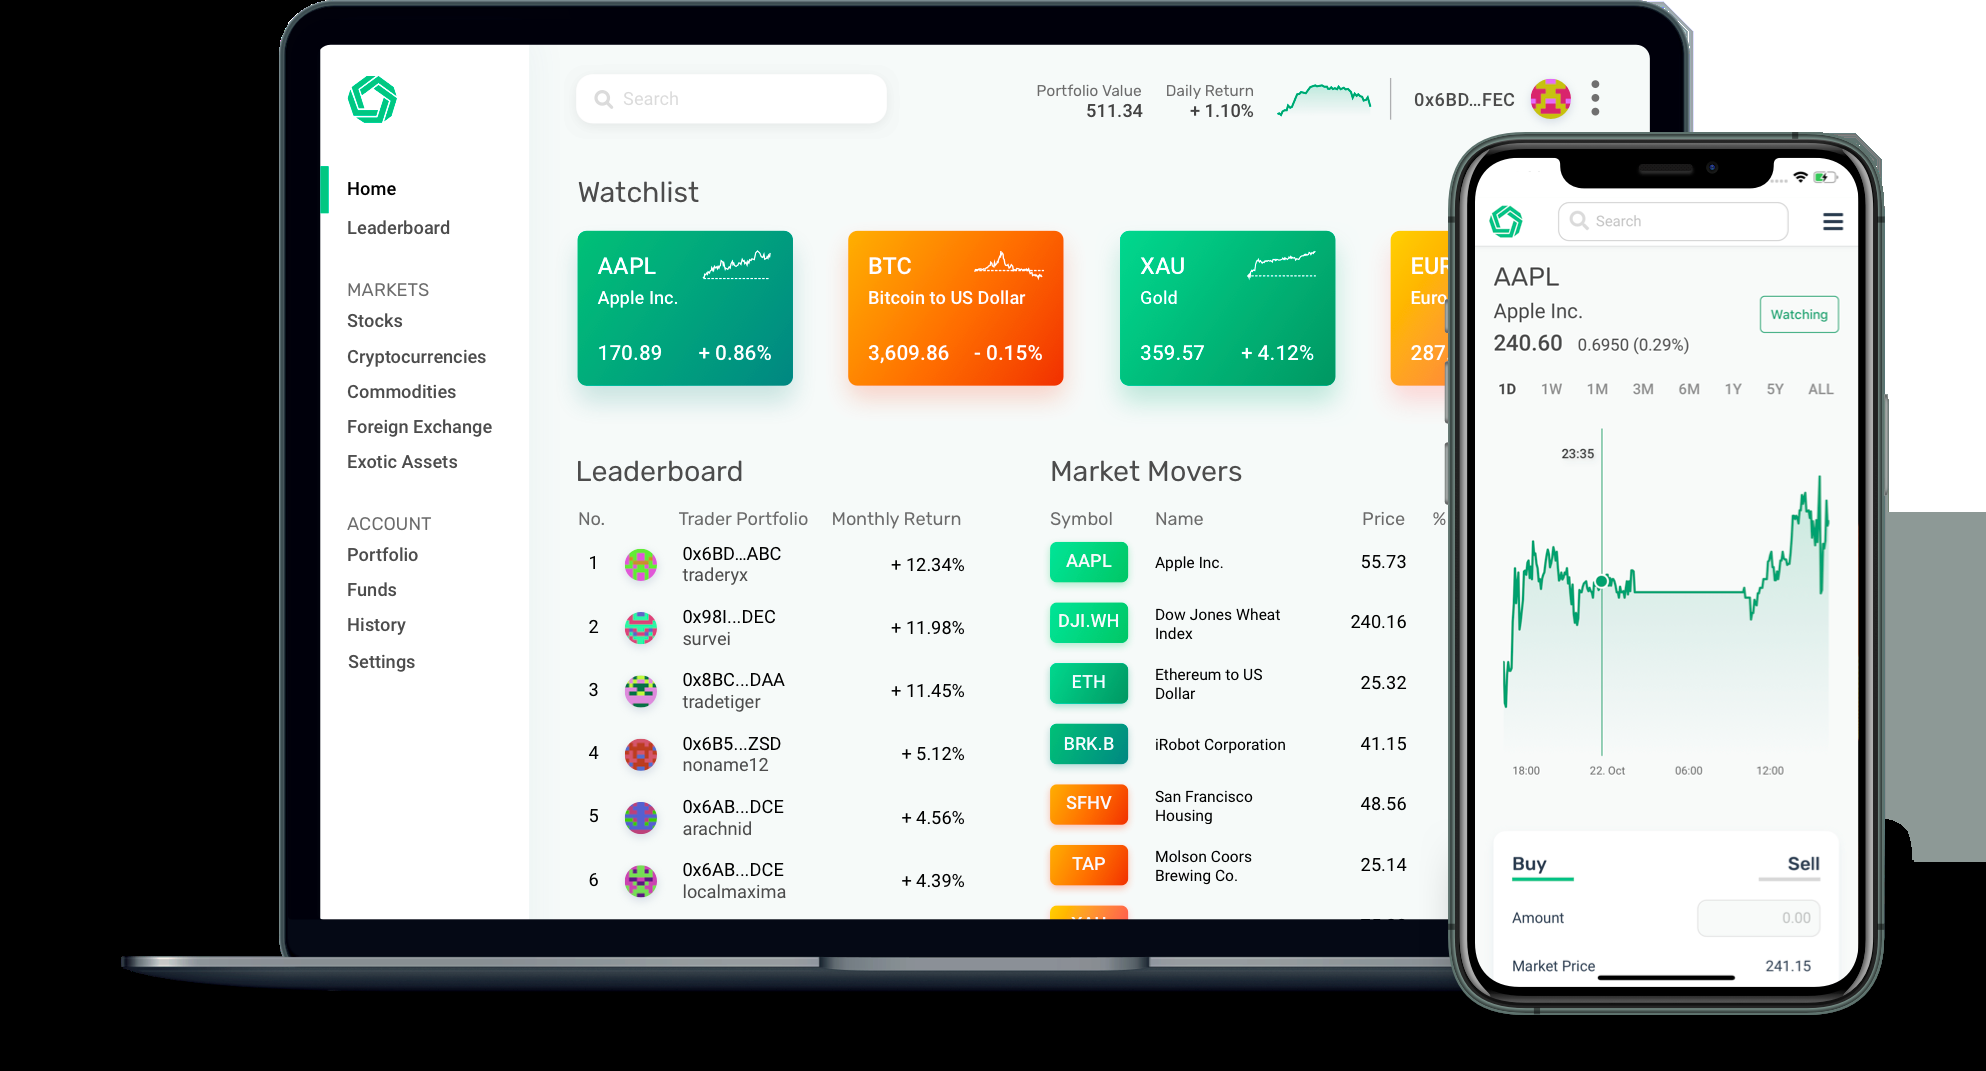 Search
Portfolio Value
511.34
Daily Return
+ 1.10%
0x6BD...FEC
Home
Leaderboard
MARKETS
Stocks
Cryptocurrencies
Commodities
Foreign Exchange
Exotic Assets
ACCOUNT
Portfolio
Funds
History
Settings
Watchlist
AAPL
Apple Inc.
170.89 + 0.86%
BTC
Bitcoin to US Dollar
3,609.86 - 0.15%
XAU
Gold
359.57 + 4.12%
EUR
Euro
287
Leaderboard
No. Trader Portfolio Monthly Return
1 0x6BD...ABC + 12.34%
traderyx
2 0x98I...DEC + 11.98%
survei
3 0x8BC...DAA + 11.45%
tradetiger
4 0x6B5...ZSD + 5.12%
noname12
5 0x6AB...DCE + 4.56%
arachnid
6 0x6AB...DCE + 4.39%
localmaxima
Market Movers
Symbol Name Price %
AAPL Apple Inc. 55.73
DJI.WH Dow Jones Wheat 240.16
Index
ETH Ethereum to US 25.32
Dollar
BRK.B iRobot Corporation 41.15
SFHV San Francisco 48.56
Housing
TAP Molson Coors 25.14
Brewing Co.
Search
AAPL
Apple Inc.
Watching
240.60 0.6950 (0.29%)
1D 1W 1M 3M 6M 1Y 5Y ALL
23:35
18:00 22. Oct 06:00 12:00
Buy Sell
Amount 0.00
Market Price 241.15